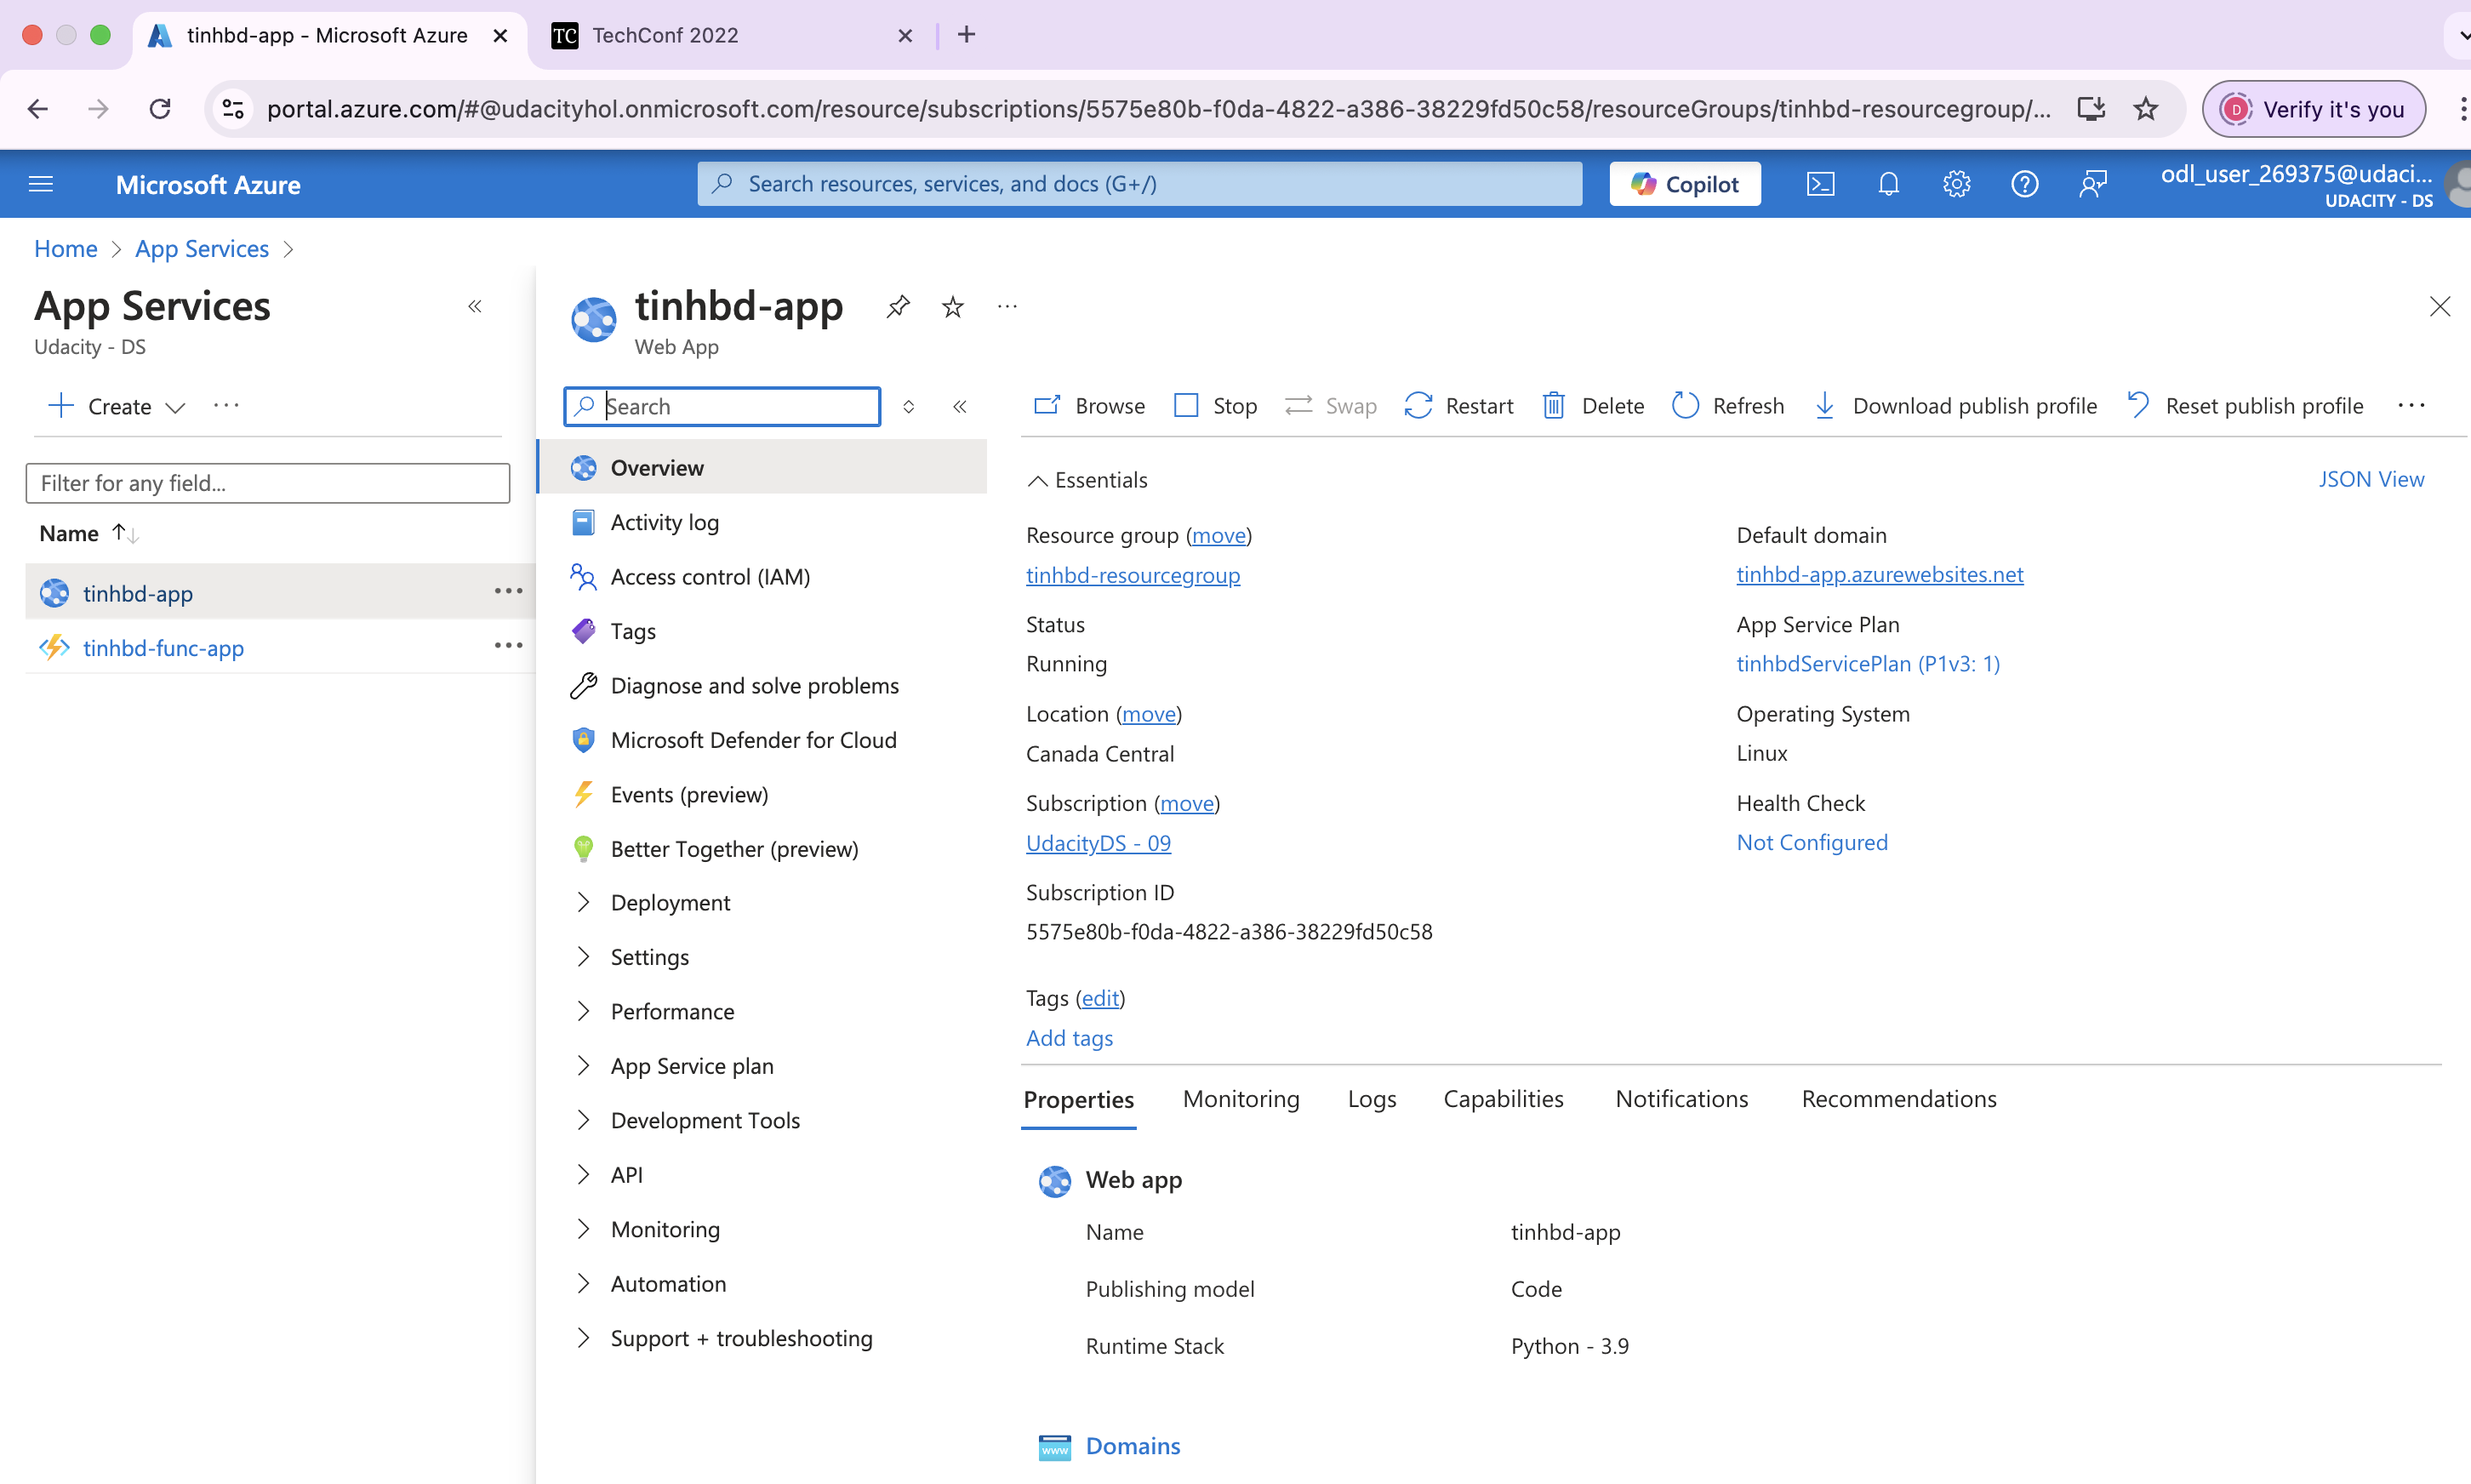 tinhbd-app - Microsoft Azure
TC TechConf 2022
portal.azure.com/#@udacityhol.onmicrosoft.com/resource/subscriptions/5575e80b-f0da-4822-a386-38229fd50c58/resourceGroups/tinhbd-resourcegroup/...
D Verify it's you
Microsoft Azure
Search resources, services, and docs (G+/)
Copilot
odl_user_269375@udaci...
UDACITY - DS
Home > App Services >
App Services
Udacity - DS
Create
Filter for any field...
Name
tinhbd-app
tinhbd-func-app
tinhbd-app
Web App
Search
Overview
Activity log
Access control (IAM)
Tags
Diagnose and solve problems
Microsoft Defender for Cloud
Events (preview)
Better Together (preview)
Deployment
Settings
Performance
App Service plan
Development Tools
API
Monitoring
Automation
Support + troubleshooting
Browse Stop Swap Restart Delete Refresh Download publish profile Reset publish profile
Essentials
JSON View
Resource group (move)
tinhbd-resourcegroup
Status
Running
Location (move)
Canada Central
Subscription (move)
UdacityDS - 09
Subscription ID
5575e80b-f0da-4822-a386-38229fd50c58
Default domain
tinhbd-app.azurewebsites.net
App Service Plan
tinhbdServicePlan (P1v3: 1)
Operating System
Linux
Health Check
Not Configured
Tags (edit)
Add tags
Properties Monitoring Logs Capabilities Notifications Recommendations
Web app
Name tinhbd-app
Publishing model Code
Runtime Stack Python - 3.9
www Domains